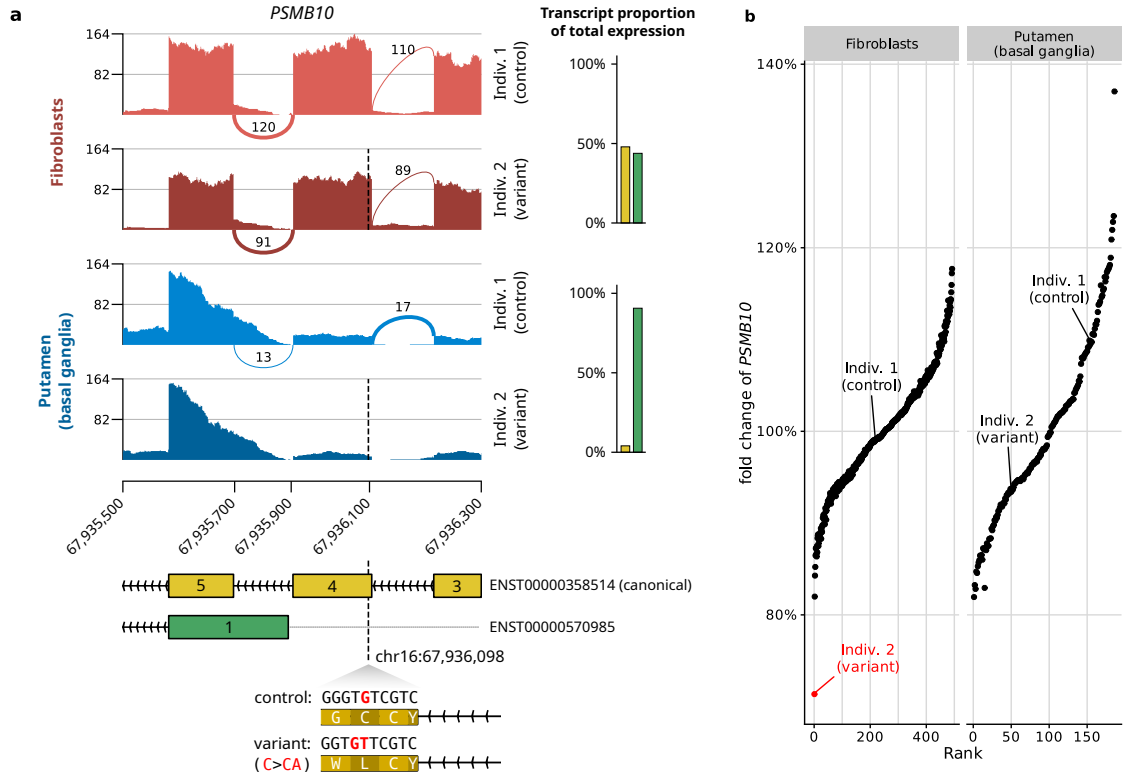 a
PSMB10
Transcript proportion
of total expression
Fibroblasts
164
82
110
120
Indiv. 1
(control)
164
82
89
91
Indiv. 2
(variant)
100%
50%
0%
Putamen
(basal ganglia)
164
82
17
13
Indiv. 1
(control)
164
82
Indiv. 2
(variant)
100%
50%
0%
67,935,500
67,935,700
67,935,900
67,936,100
67,936,300
5
4
3
ENST00000358514 (canonical)
1
ENST00000570985
chr16:67,936,098
control:
GGGTGTCGTC
G C C Y
variant:
(C>CA)
GGTGTTCGTC
W L C Y
b
Fibroblasts
Putamen
(basal ganglia)
fold change of PSMB10
140%
120%
100%
80%
Indiv. 1
(control)
Indiv. 2
(variant)
Indiv. 1
(control)
Indiv. 2
(variant)
0
200
400
0
50
100
150
Rank